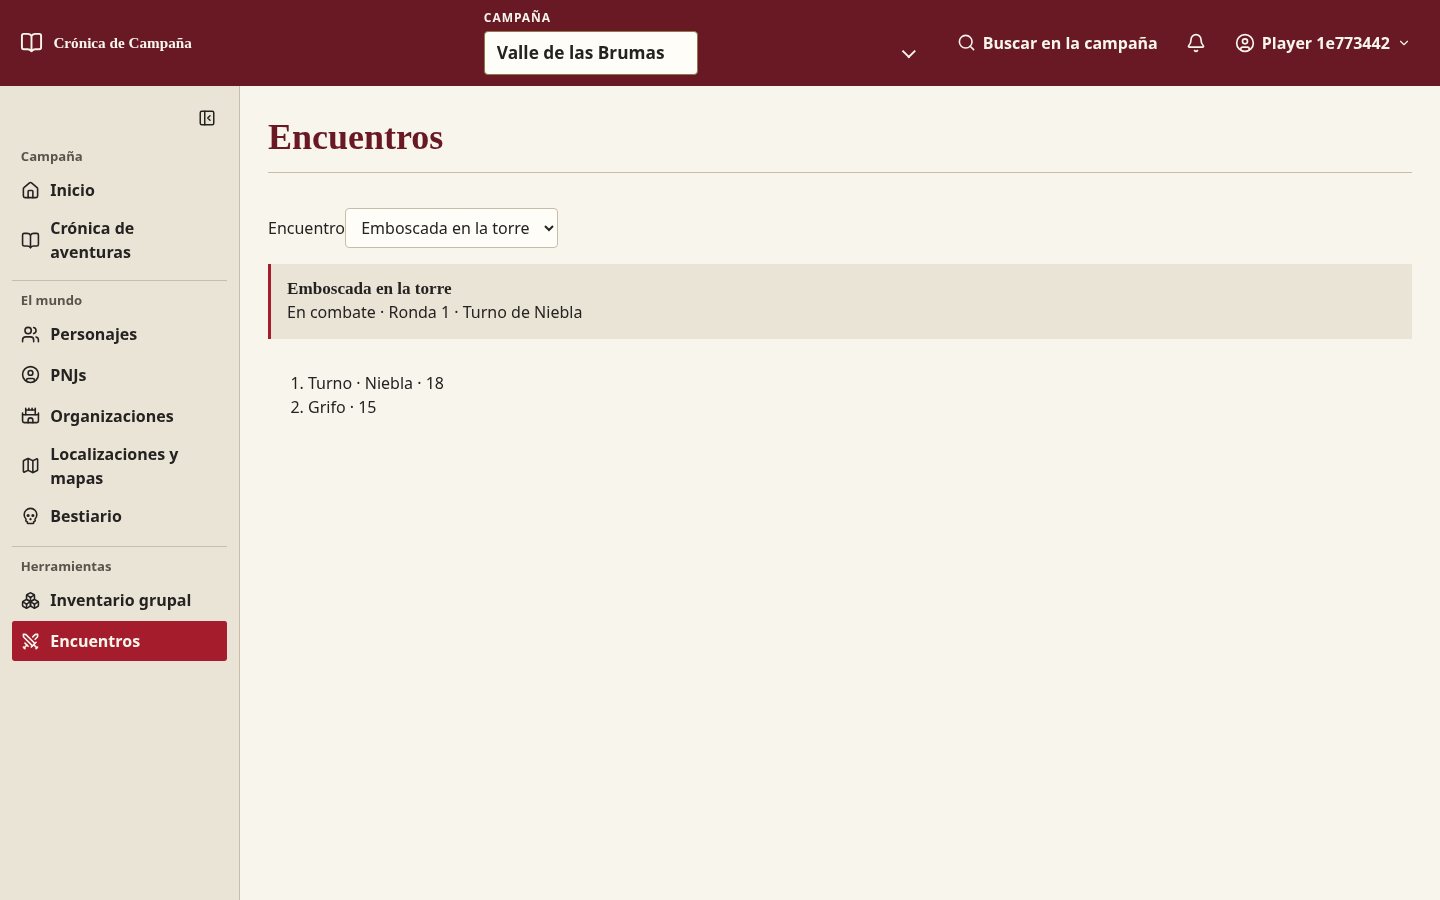 Crónica de Campaña
CAMPAÑA
Valle de las Brumas
Buscar en la campaña
Player 1e773442
Campaña
Inicio
Crónica de
aventuras
El mundo
Personajes
PNJs
Organizaciones
Localizaciones y
mapas
Bestiario
Herramientas
Inventario grupal
Encuentros
Encuentros
Encuentro Emboscada en la torre
Emboscada en la torre
En combate · Ronda 1 · Turno de Niebla
1. Turno · Niebla · 18
2. Grifo · 15